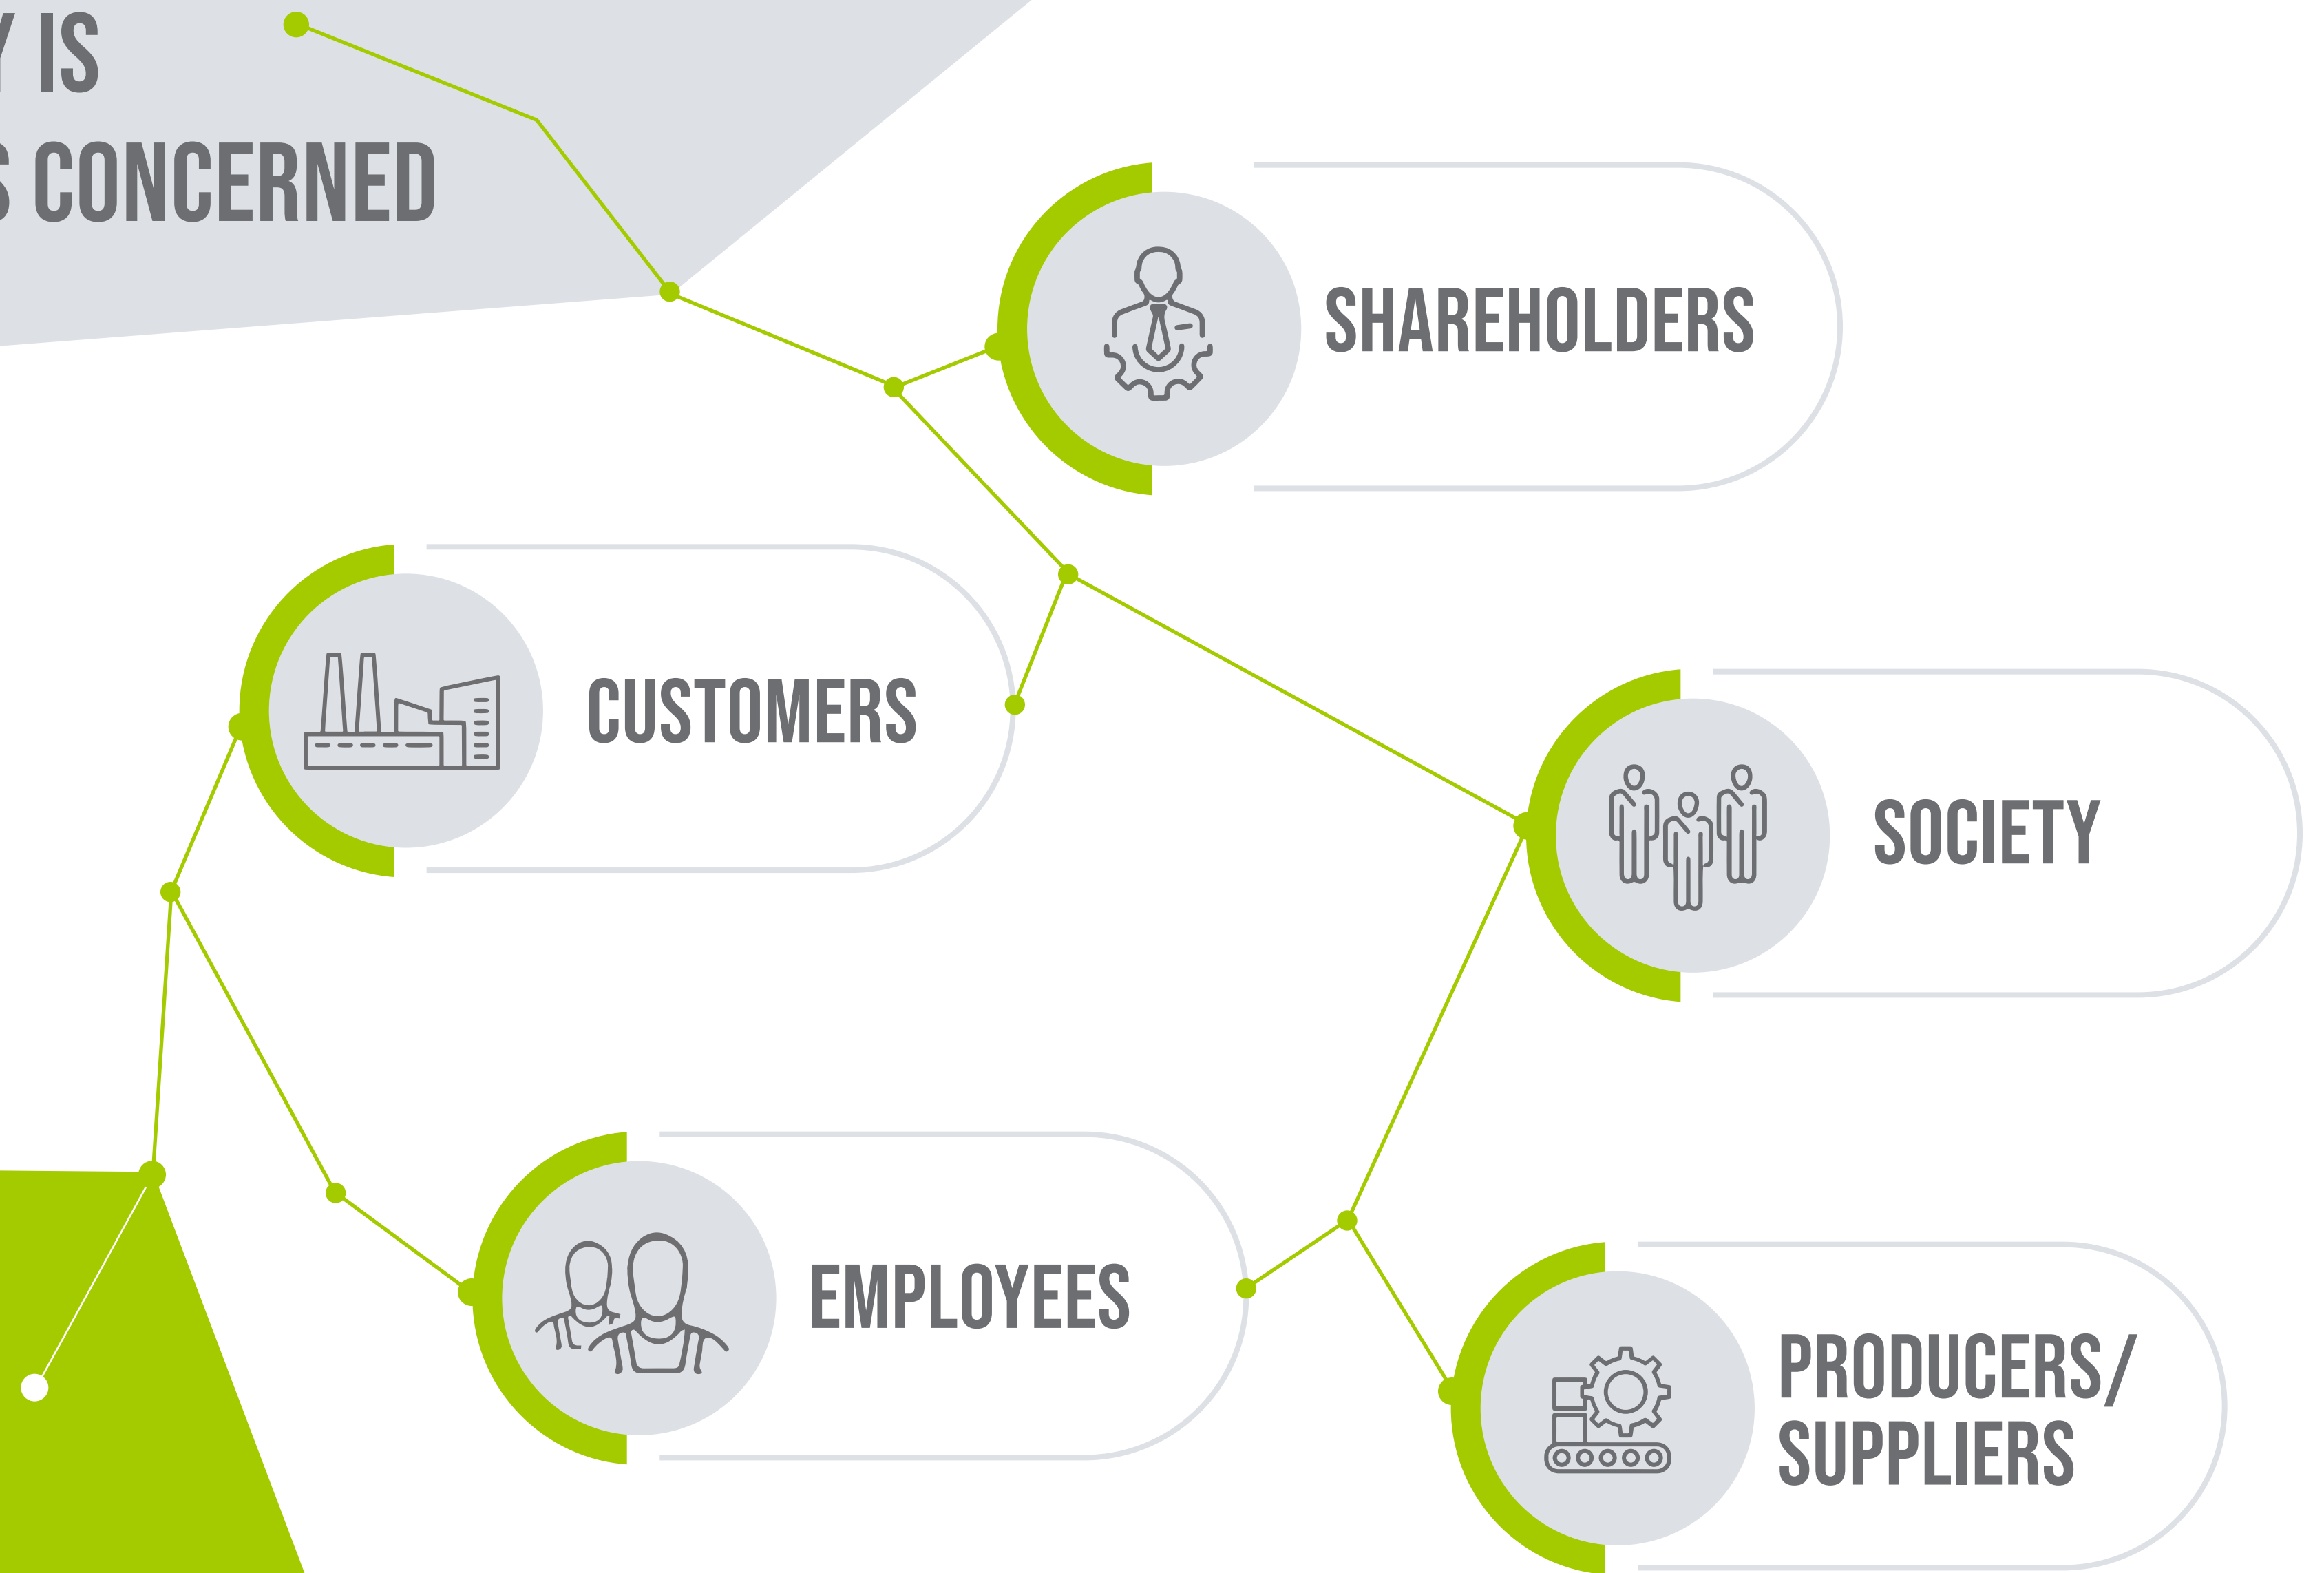 IS
CONCERNED
SHAREHOLDERS
CUSTOMERS
SOCIETY
EMPLOYEES
PRODUCERS/
SUPPLIERS